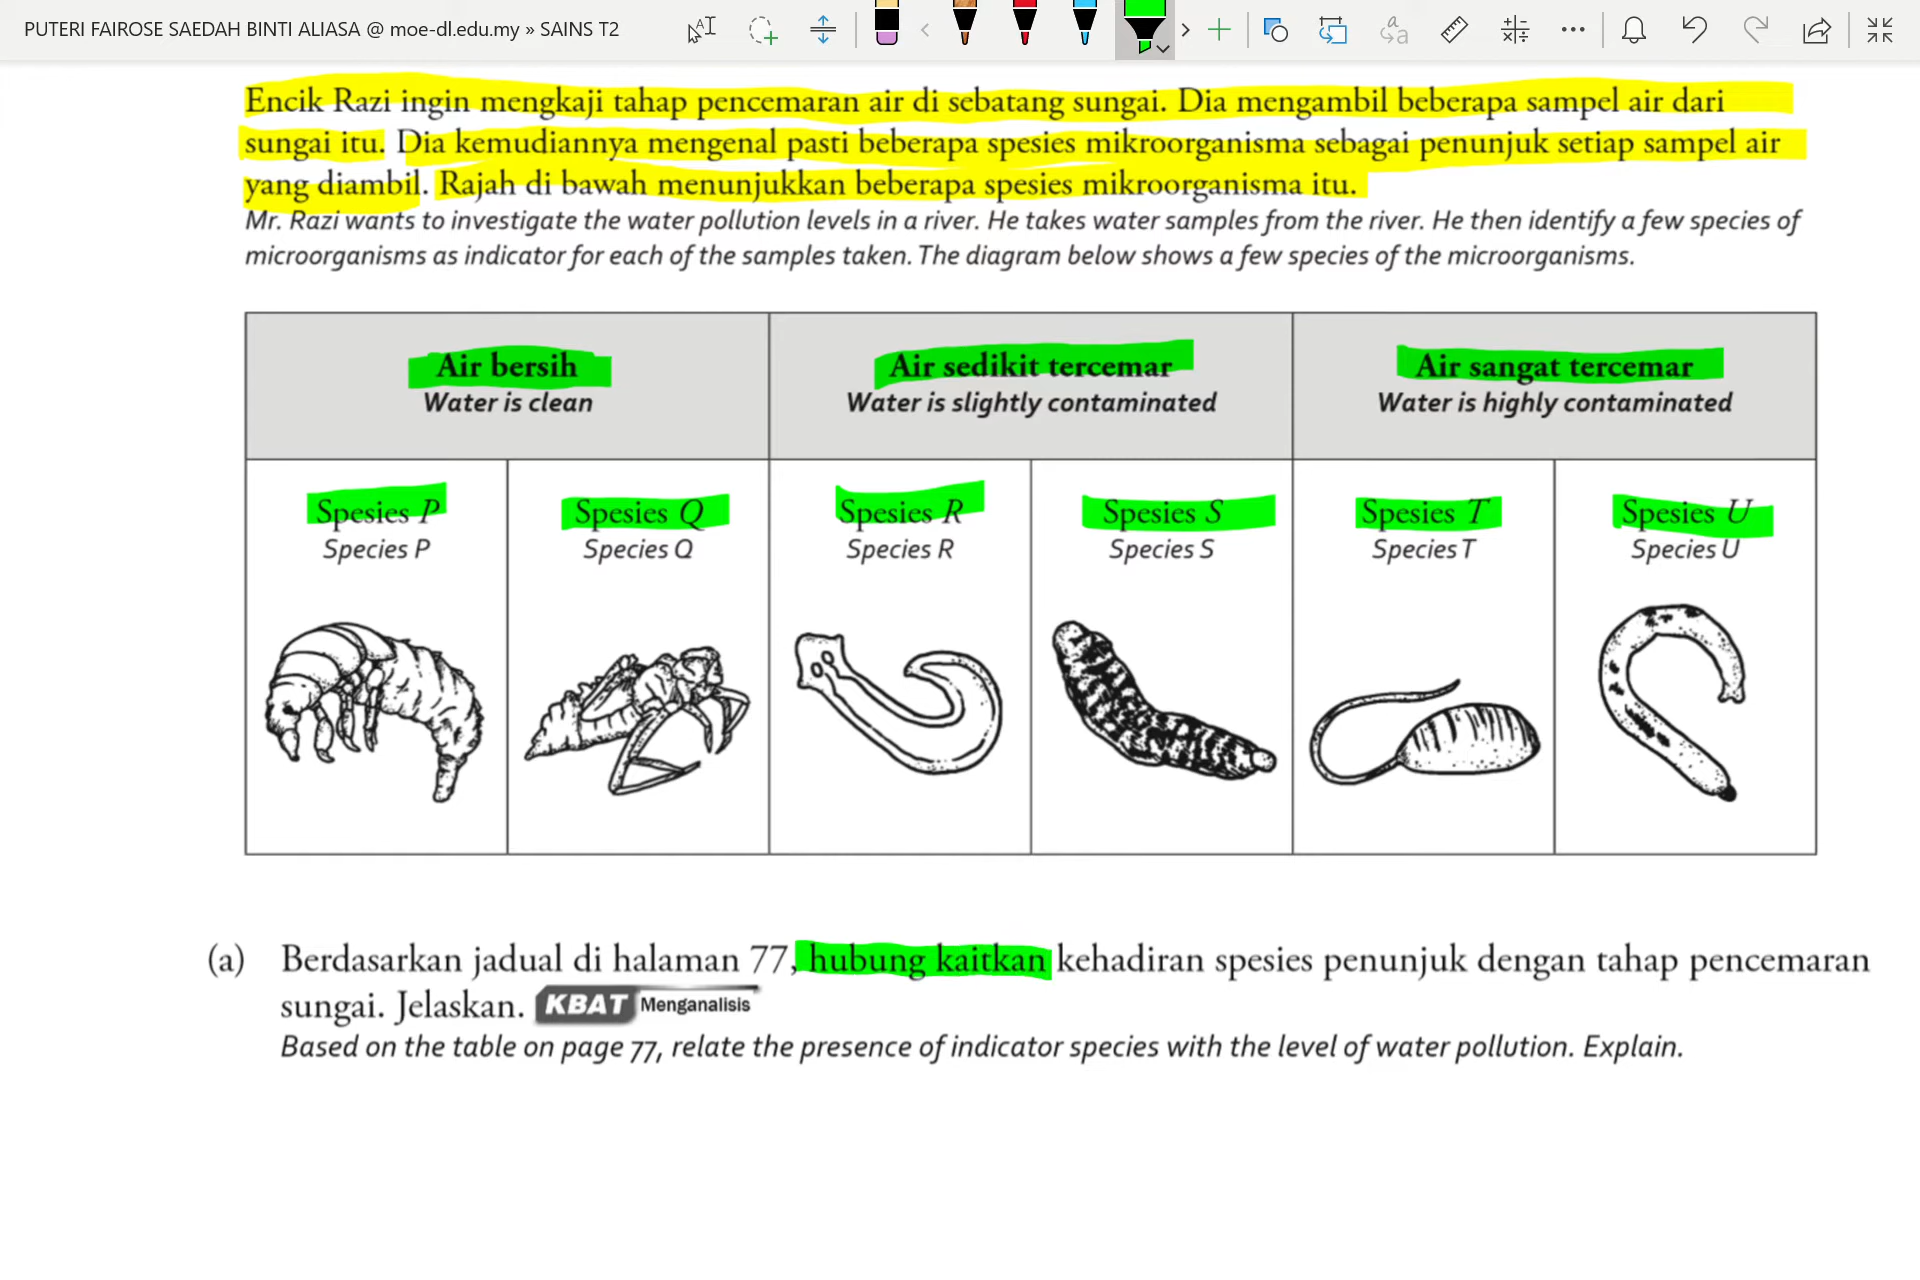 PUTERI FAIROSE SAEDAH BINTI ALIASA @ moe-dl.edu.my » SAINS T2
Encik Razi ingin mengkaji tahap pencemaran air di sebatang sungai. Dia mengambil beberapa sampel air dari
sungai itu. Dia kemudiannya mengenal pasti beberapa spesies mikroorganisma sebagai penunjuk setiap sampel air
yang diambil. Rajah di bawah menunjukkan beberapa spesies mikroorganisma itu.
Mr. Razi wants to investigate the water pollution levels in a river. He takes water samples from the river. He then identify a few species of
microorganisms as indicator for each of the samples taken. The diagram below shows a few species of the microorganisms.
Air bersih
Water is clean
Air sedikit tercemar
Water is slightly contaminated
Air sangat tercemar
Water is highly contaminated
Spesies P
Species P
Spesies Q
Species Q
Spesies R
Species R
Spesies S
Species S
Spesies T
Species T
Spesies U
Species U
(a) Berdasarkan jadual di halaman 77, hubung kaitkan kehadiran spesies penunjuk dengan tahap pencemaran
sungai. Jelaskan. KBAT Menganalisis
Based on the table on page 77, relate the presence of indicator species with the level of water pollution. Explain.